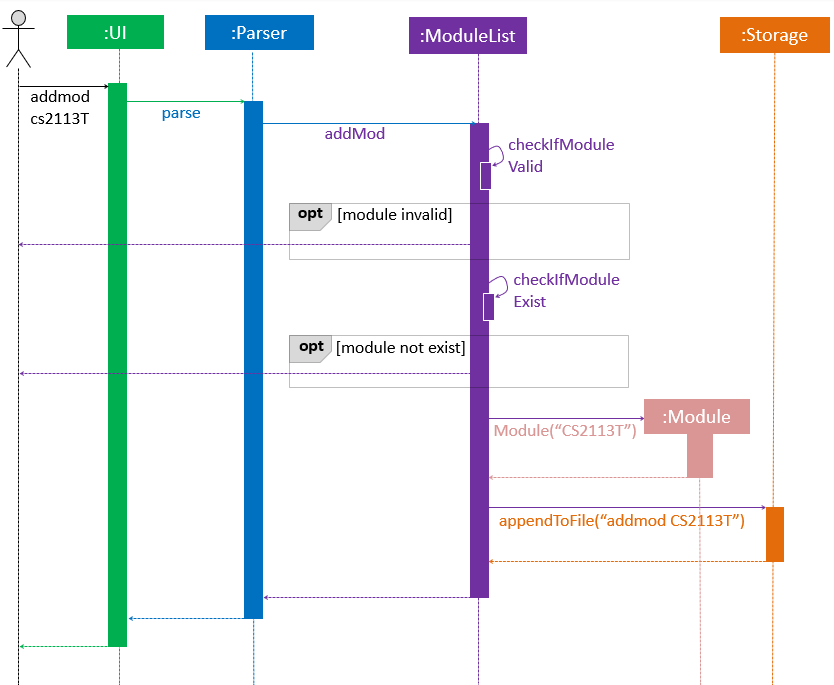 :UI
:Parser
:ModuleList
:Storage
addmod
cs2113T
parse
addMod
checkIfModule
Valid
opt [module invalid]
checkIfModule
Exist
opt [module not exist]
:Module
Module(“CS2113T”)
appendToFile(“addmod CS2113T”)